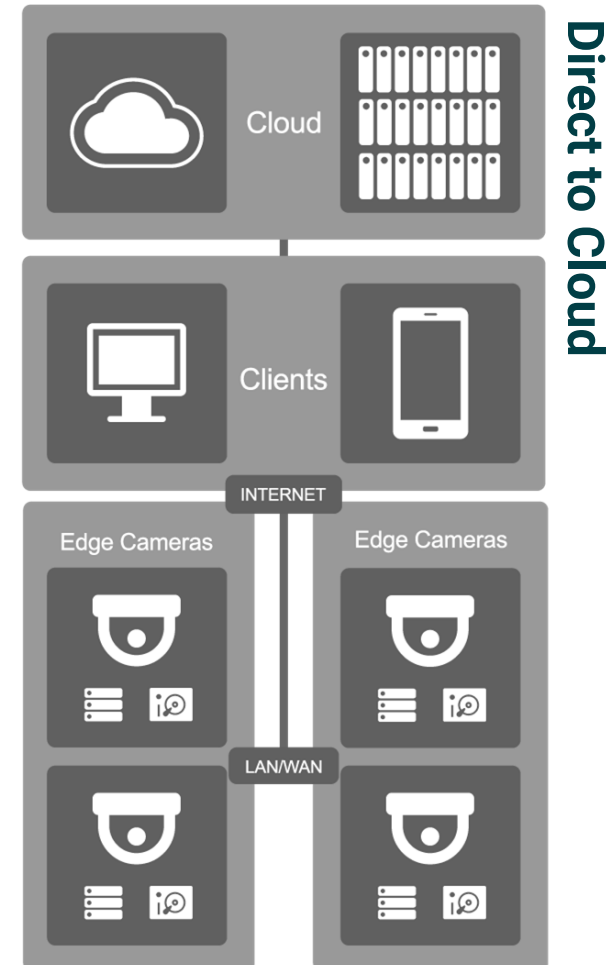 Direct to Cloud
Cloud
Clients
INTERNET
Edge Cameras
Edge Cameras
LAN/WAN